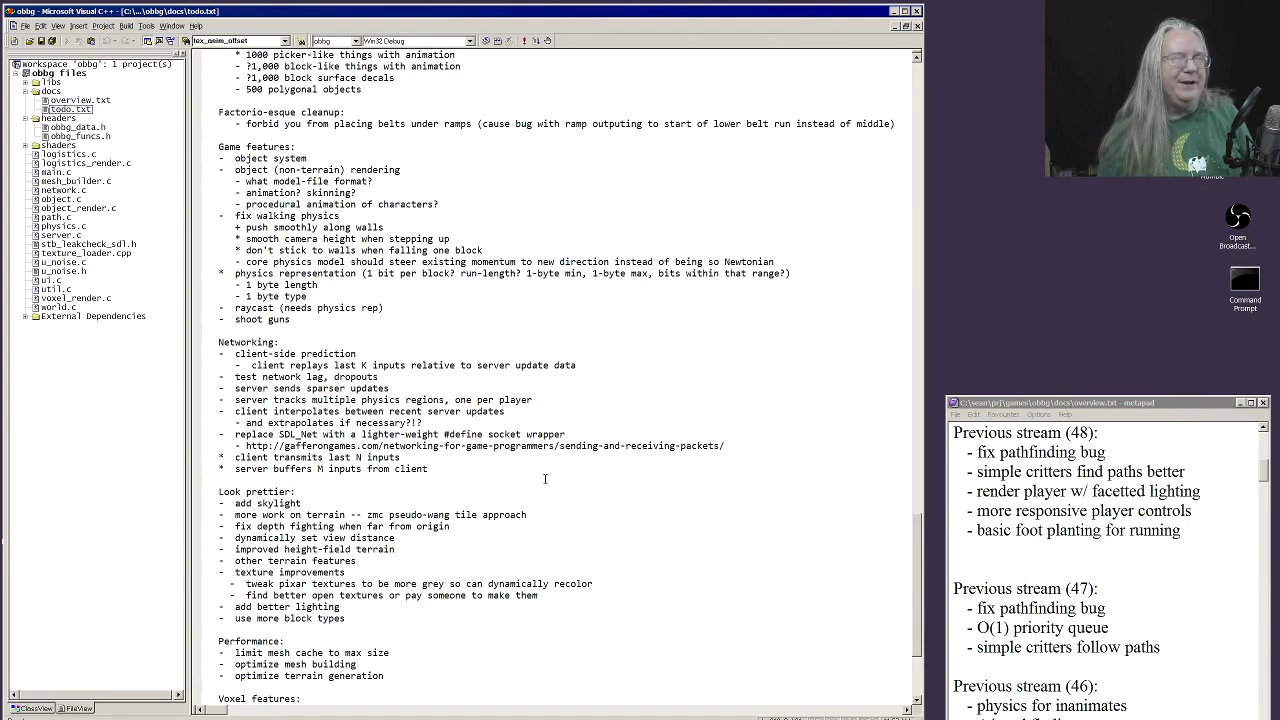 obbg - Microsoft Visual C++ - [C:\...\obbg\docs\todo.txt]
File Edit View Insert Project Build Tools Window Help
tex_anim_offset
obbg
Win32 Debug
Workspace 'obbg': 1 project(s)
obbg files
libs
docs
overview.txt
todo.txt
headers
obbg_data.h
obbg_funcs.h
shaders
logistics.c
logistics_render.c
main.c
mesh_builder.c
network.c
object.c
object_render.c
path.c
physics.c
server.c
stb_leakcheck_sdl.h
texture_loader.cpp
u_noise.c
u_noise.h
ui.c
util.c
voxel_render.c
world.c
External Dependencies
ClassView
FileView
* 1000 picker-like things with animation
- ?1,000 block-like things with animation
- ?1,000 block surface decals
- 500 polygonal objects
Factorio-esque cleanup:
- forbid you from placing belts under ramps (cause bug with ramp outputing to start of lower belt run instead of middle)
Game features:
- object system
- object (non-terrain) rendering
- what model-file format?
- animation? skinning?
- procedural animation of characters?
- fix walking physics
+ push smoothly along walls
* smooth camera height when stepping up
* don't stick to walls when falling one block
- core physics model should steer existing momentum to new direction instead of being so Newtonian
* physics representation (1 bit per block? run-length? 1-byte min, 1-byte max, bits within that range?)
- 1 byte length
- 1 byte type
- raycast (needs physics rep)
- shoot guns
Networking:
- client-side prediction
- client replays last K inputs relative to server update data
- test network lag, dropouts
- server sends sparser updates
- server tracks multiple physics regions, one per player
- client interpolates between recent server updates
- and extrapolates if necessary?!?
- replace SDL_Net with a lighter-weight #define socket wrapper
- http://gafferongames.com/networking-for-game-programmers/sending-and-receiving-packets/
* client transmits last N inputs
* server buffers M inputs from client
Look prettier:
- add skylight
- more work on terrain -- zmc pseudo-wang tile approach
- fix depth fighting when far from origin
- dynamically set view distance
- improved height-field terrain
- other terrain features
- texture improvements
- tweak pixar textures to be more grey so can dynamically recolor
- find better open textures or pay someone to make them
- add better lighting
- use more block types
Performance:
- limit mesh cache to max size
- optimize mesh building
- optimize terrain generation
Voxel features:
Open
Broadcast...
Command
Prompt
C:\sean\prj\games\obbg\docs\overview.txt - metapad
File Edit Favourites Options Help
Previous stream (48):
- fix pathfinding bug
- simple critters find paths better
- render player w/ facetted lighting
- more responsive player controls
- basic foot planting for running
Previous stream (47):
- fix pathfinding bug
- O(1) priority queue
- simple critters follow paths
Previous stream (46):
- physics for inanimates